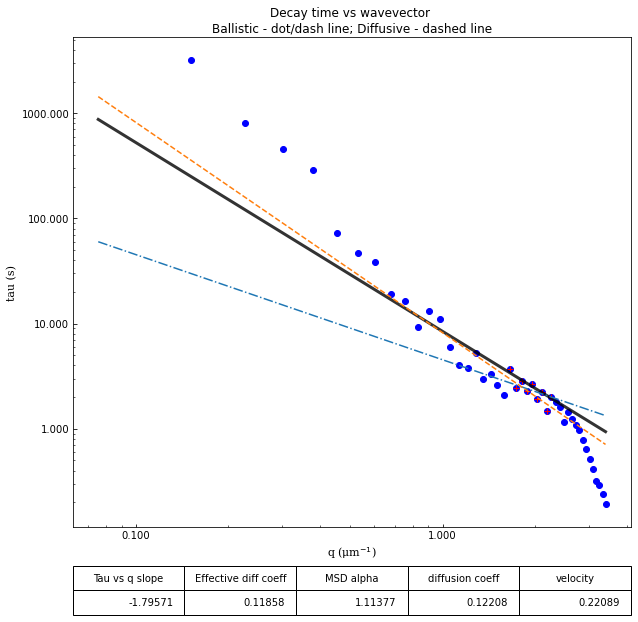 Decay time vs wavevector
Ballistic - dot/dash line; Diffusive - dashed line
1000.000
100.000
10.000
1.000
tau (s)
0.100 1.000
q (μm⁻¹)
Tau vs q slope Effective diff coeff MSD alpha diffusion coeff velocity
-1.79571 0.11858 1.11377 0.12208 0.22089